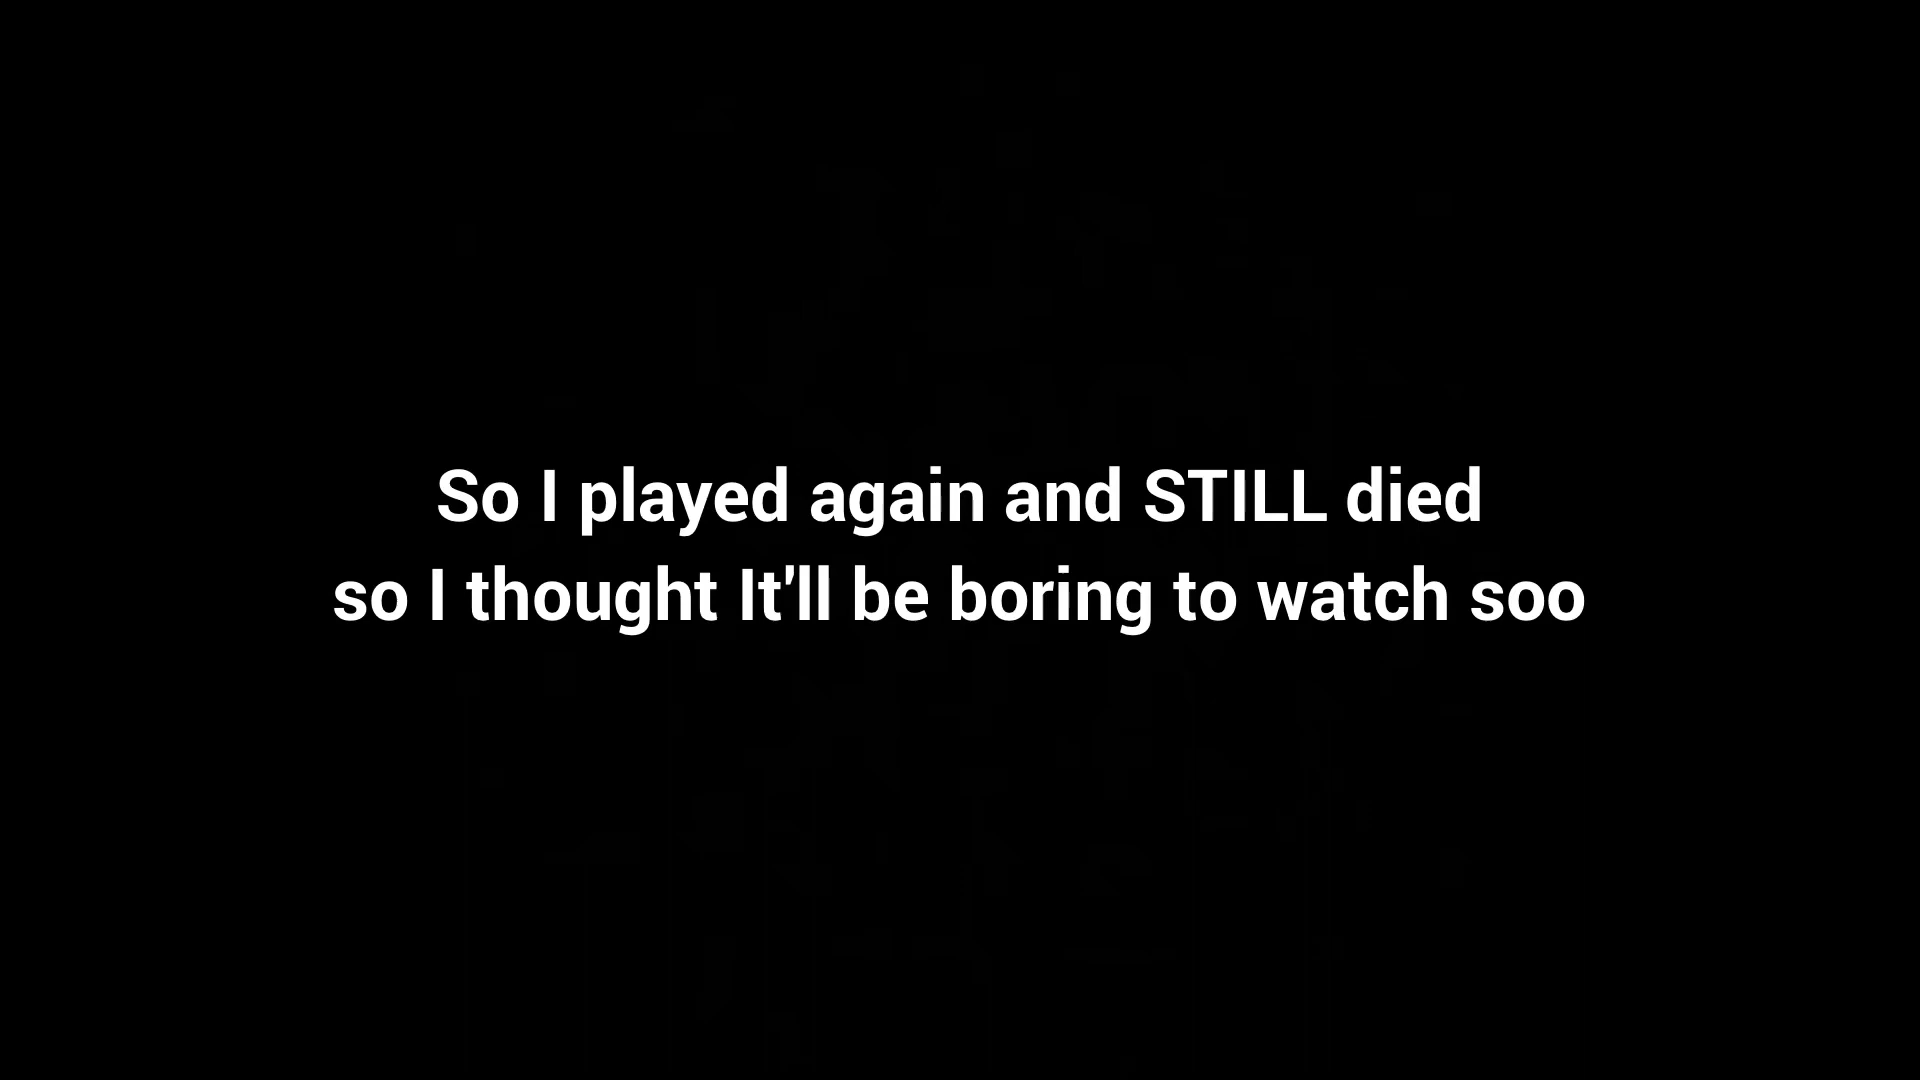 So I played again and STILL died
so I thought It'll be boring to watch soo